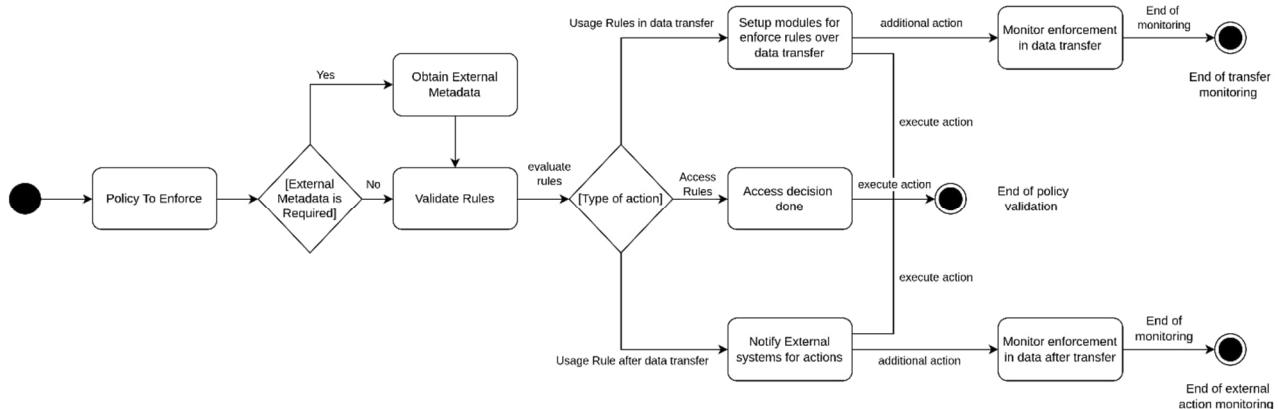 Usage Rules in data transfer
Setup modules for
enforce rules over
data transfer
additional action
Monitor enforcement
in data transfer
End of
monitoring
End of transfer
monitoring
Yes
Obtain External
Metadata
execute action
Policy To Enforce
[External
Metadata is
Required]
No
Validate Rules
evaluate
rules
[Type of action]
Access
Rules
Access decision
done
execute action
End of policy
validation
execute action
Usage Rule after data transfer
Notify External
systems for actions
additional action
Monitor enforcement
in data after transfer
End of
monitoring
End of external
action monitoring